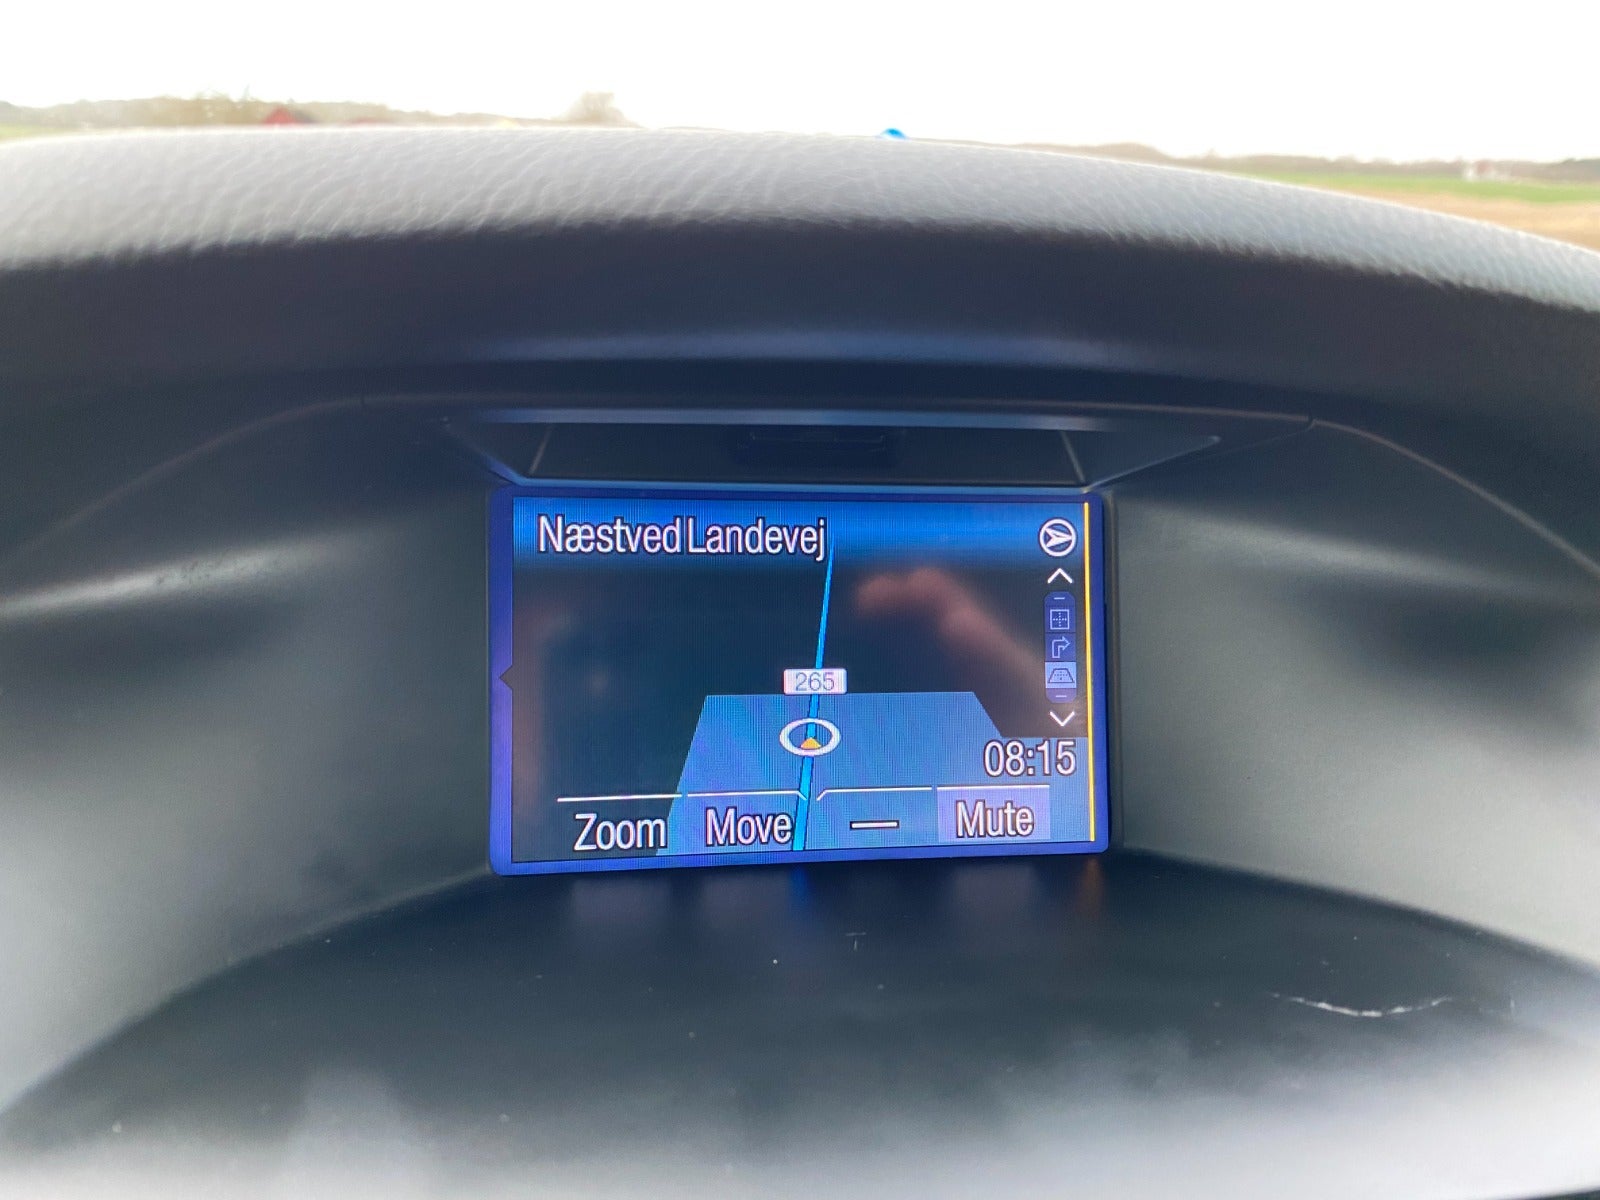 Næstved Landevej
265
08:15
Zoom Move — Mute